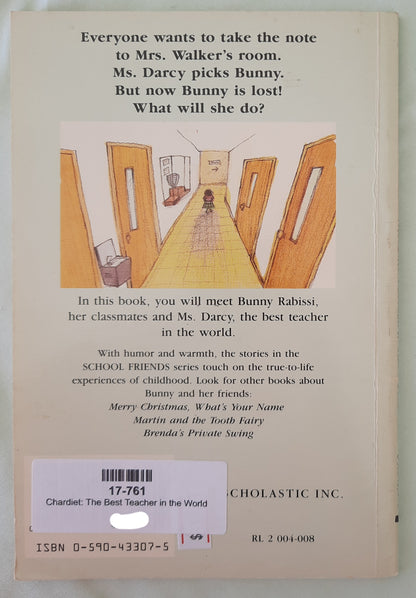 Everyone wants to take the note
to Mrs. Walker's room.
Ms. Darcy picks Bunny.
But now Bunny is lost!
What will she do?
In this book, you will meet Bunny Rabissi,
her classmates and Ms. Darcy, the best teacher
in the world.
With humor and warmth, the stories in the
SCHOOL FRIENDS series touch on the true-to-life
experiences of childhood. Look for other books about
Bunny and her friends:
Merry Christmas, What's Your Name
Martin and the Tooth Fairy
Brenda's Private Swing
17-761
Chardiet: The Best Teacher in the World
SCHOLASTIC INC.
ISBN 0-590-43307-5
RL 2 004-008